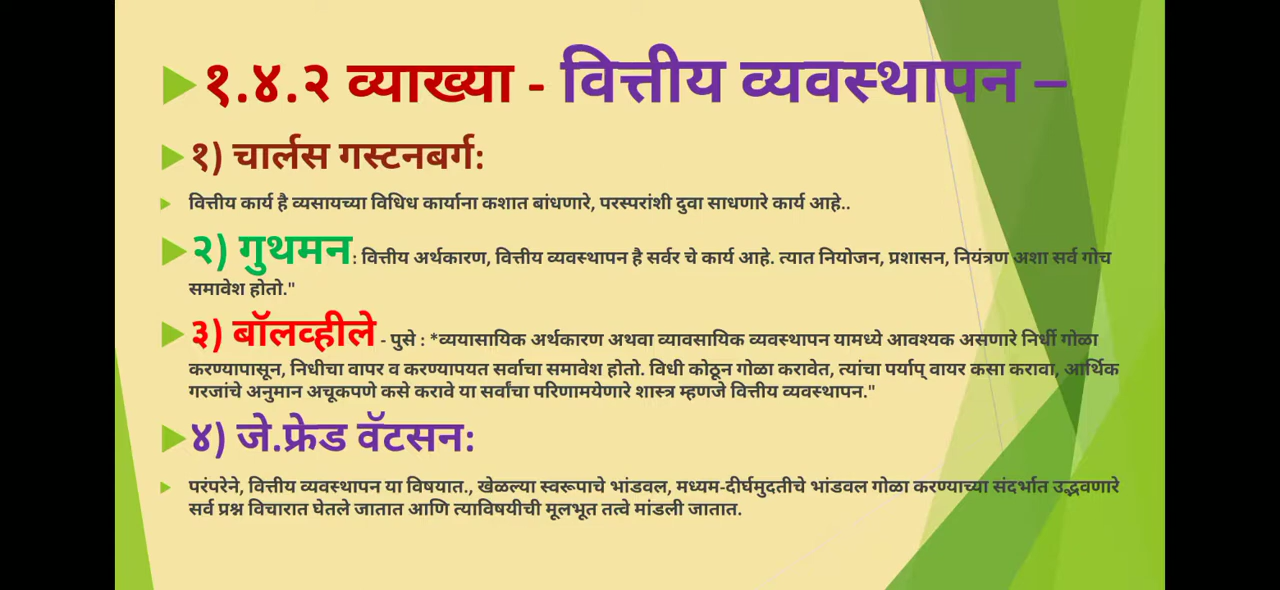 १.४.२ व्याख्या - वित्तीय व्यवस्थापन –
१) चार्लस गस्टनबर्ग:
वित्तीय कार्य है व्यसायच्या विधिध कार्याना कशात बांधणारे, परस्परांशी दुवा साधणारे कार्य आहे..
२) गुथमन: वित्तीय अर्थकारण, वित्तीय व्यवस्थापन है सर्वर चे कार्य आहे. त्यात नियोजन, प्रशासन, नियंत्रण अशा सर्व गोच
समावेश होतो."
३) बॉलव्हीले - पुसे : *व्ययासायिक अर्थकारण अथवा व्यावसायिक व्यवस्थापन यामध्ये आवश्यक असणारे निर्धी गोळा
करण्यापासून, निधीचा वापर व करण्यापयत सर्वाचा समावेश होतो. विधी कोठून गोळा करावेत, त्यांचा पर्याप् वायर कसा करावा, आर्थिक
गरजांचे अनुमान अचूकपणे कसे करावे या सर्वांचा परिणामयेणारे शास्त्र म्हणजे वित्तीय व्यवस्थापन."
४) जे.फ्रेड वॅटसन:
परंपरेने, वित्तीय व्यवस्थापन या विषयात., खेळल्या स्वरूपाचे भांडवल, मध्यम-दीर्घमुदतीचे भांडवल गोळा करण्याच्या संदर्भात उद्भवणारे
सर्व प्रश्न विचारात घेतले जातात आणि त्याविषयीची मूलभूत तत्वे मांडली जातात.